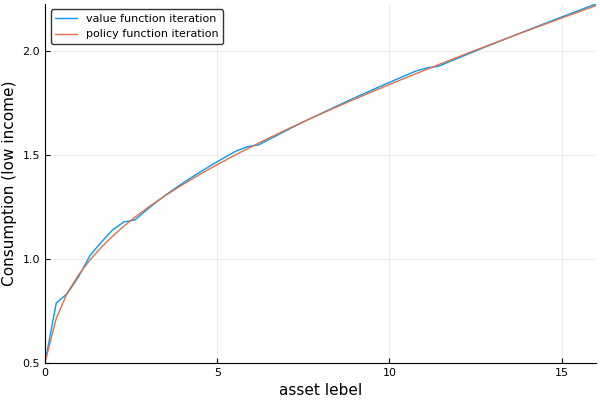 value function iteration
policy function iteration
Consumption (low income)
2.0
1.5
1.0
0.5
0
5
10
15
asset lebel